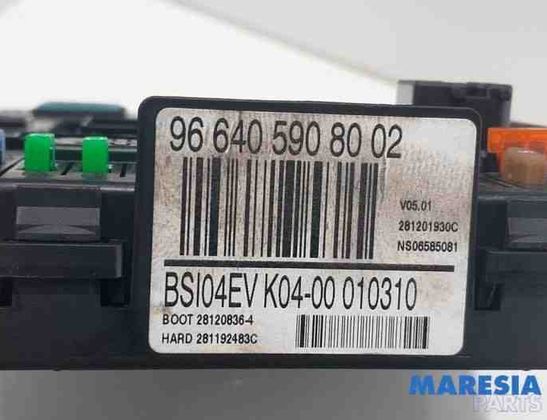 96 640 590 80 02
V05.01
281201930C
NS06585081
BSI04EV K04-00 010310
BOOT 28120836-4
HARD 281192483C
MARESIA
PARTS